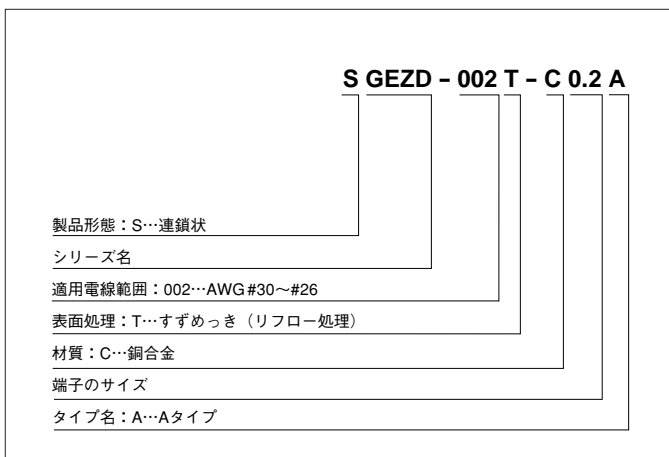 S GEZD - 002 T - C 0.2 A
製品形態：S…連鎖状
シリーズ名
適用電線範囲：002…AWG#30～#26
表面処理：T…すずめっき（リフロー処理）
材質：C…銅合金
端子のサイズ
タイプ名：A…Aタイプ